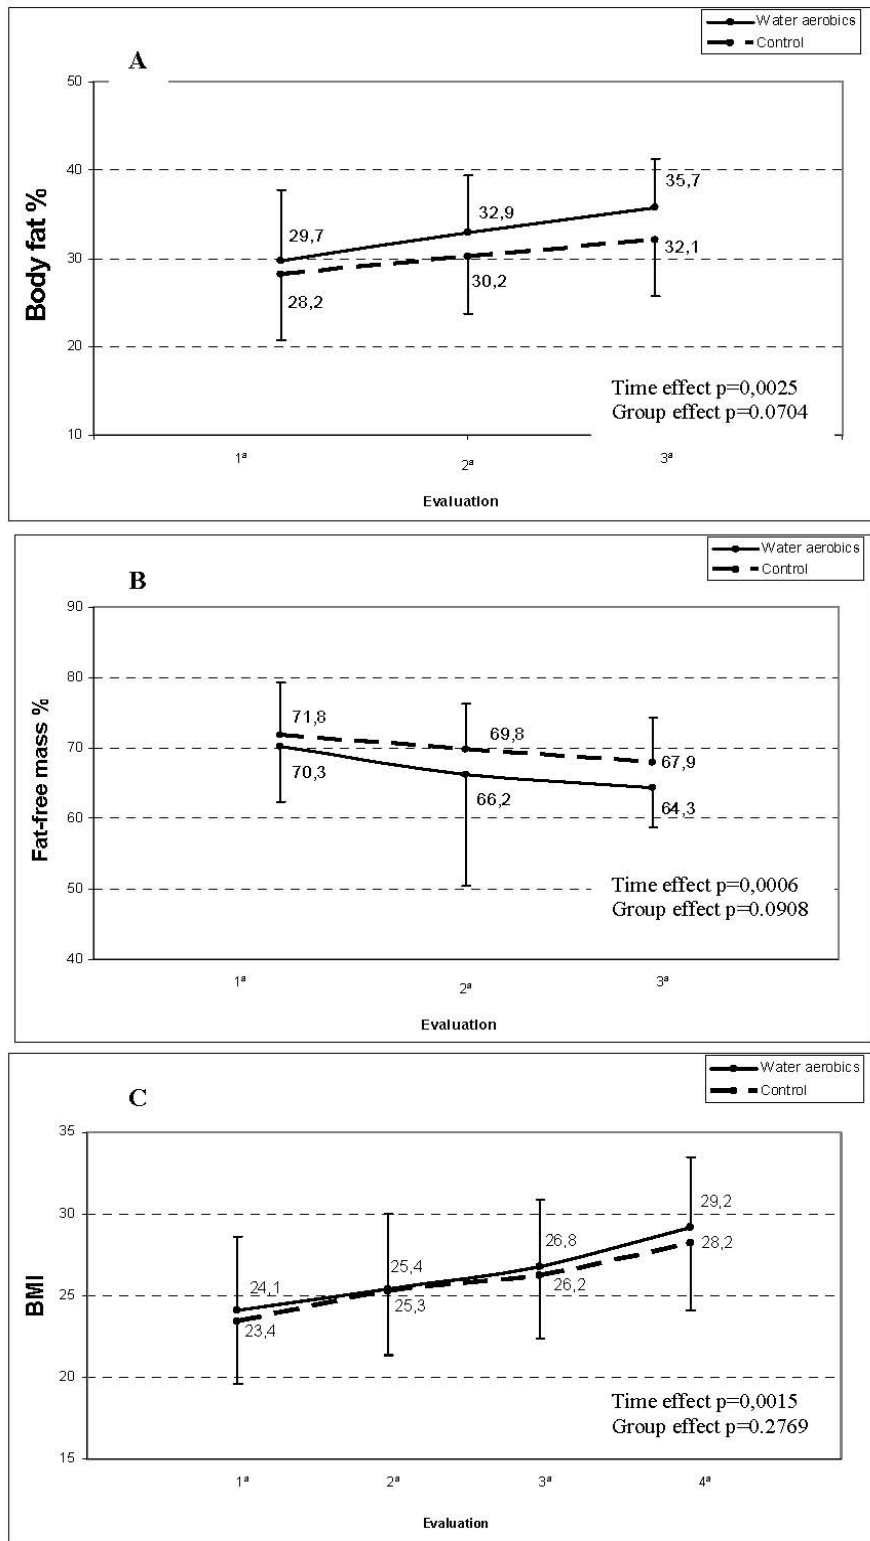 Water aerobics
Control
A
50
40
30
20
10
Body fat %
29,7
32,9
35,7
28,2
30,2
32,1
Time effect p=0,0025
Group effect p=0.0704
1ª
2ª
3ª
Evaluation
Water aerobics
Control
B
90
80
70
60
50
40
Fat-free mass %
71,8
69,8
67,9
70,3
66,2
64,3
Time effect p=0,0006
Group effect p=0.0908
1ª
2ª
3ª
Evaluation
Water aerobics
Control
C
35
30
25
20
15
BMI
24,1
25,4
26,8
29,2
23,4
25,3
26,2
28,2
Time effect p=0,0015
Group effect p=0.2769
1ª
2ª
3ª
4ª
Evaluation